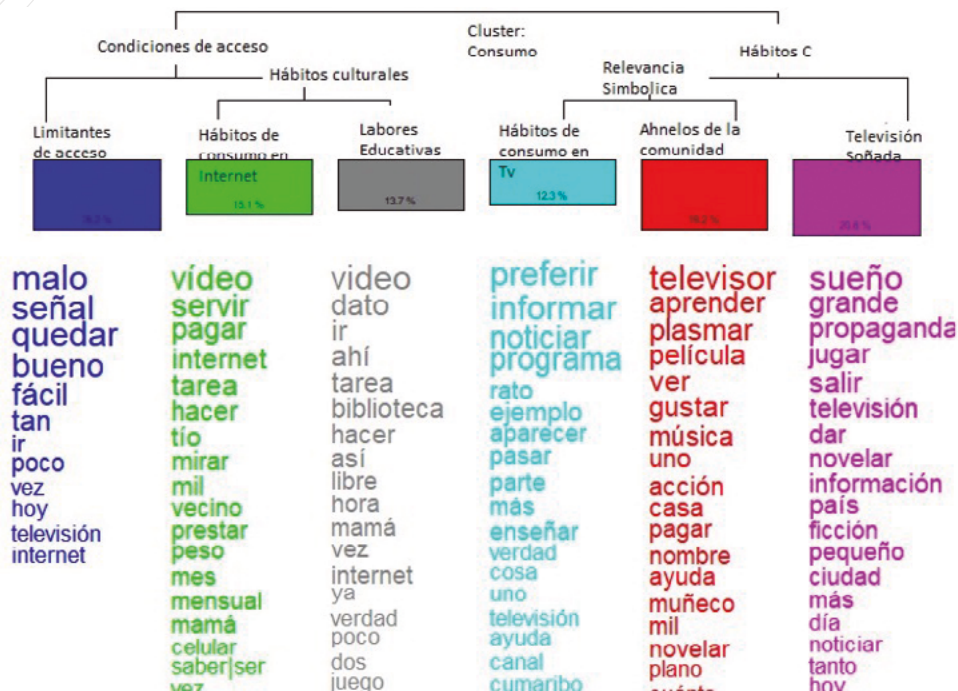 Cluster:
Consumo
Condiciones de acceso
Hábitos C
Hábitos culturales
Relevancia
Simbolica
Limitantes
de acceso
Hábitos de
consumo en
Internet
15.1 %
Labores
Educativas
13.7 %
Hábitos de
consumo en
Tv
12.3 %
Ahnelos de la
comunidad
Televisión
Soñada
20.8 %
malo
señal
quedar
bueno
fácil
tan
ir
poco
vez
hoy
televisión
internet
vídeo
servir
pagar
internet
tarea
hacer
tío
mirar
mil
vecino
prestar
peso
mes
mensual
mamá
celular
saber|ser
vez
video
dato
ir
ahí
tarea
biblioteca
hacer
así
libre
hora
mamá
vez
internet
ya
verdad
poco
dos
juego
preferir
informar
noticiar
programa
rato
ejemplo
aparecer
pasar
parte
más
enseñar
verdad
cosa
uno
televisión
ayuda
canal
cumaribo
televisor
aprender
plasmar
película
ver
gustar
música
uno
acción
casa
pagar
nombre
ayuda
muñeco
mil
novelar
plano
cuánto
sueño
grande
propaganda
jugar
salir
televisión
dar
novelar
información
país
ficción
pequeño
ciudad
más
día
noticiar
tanto
hoy